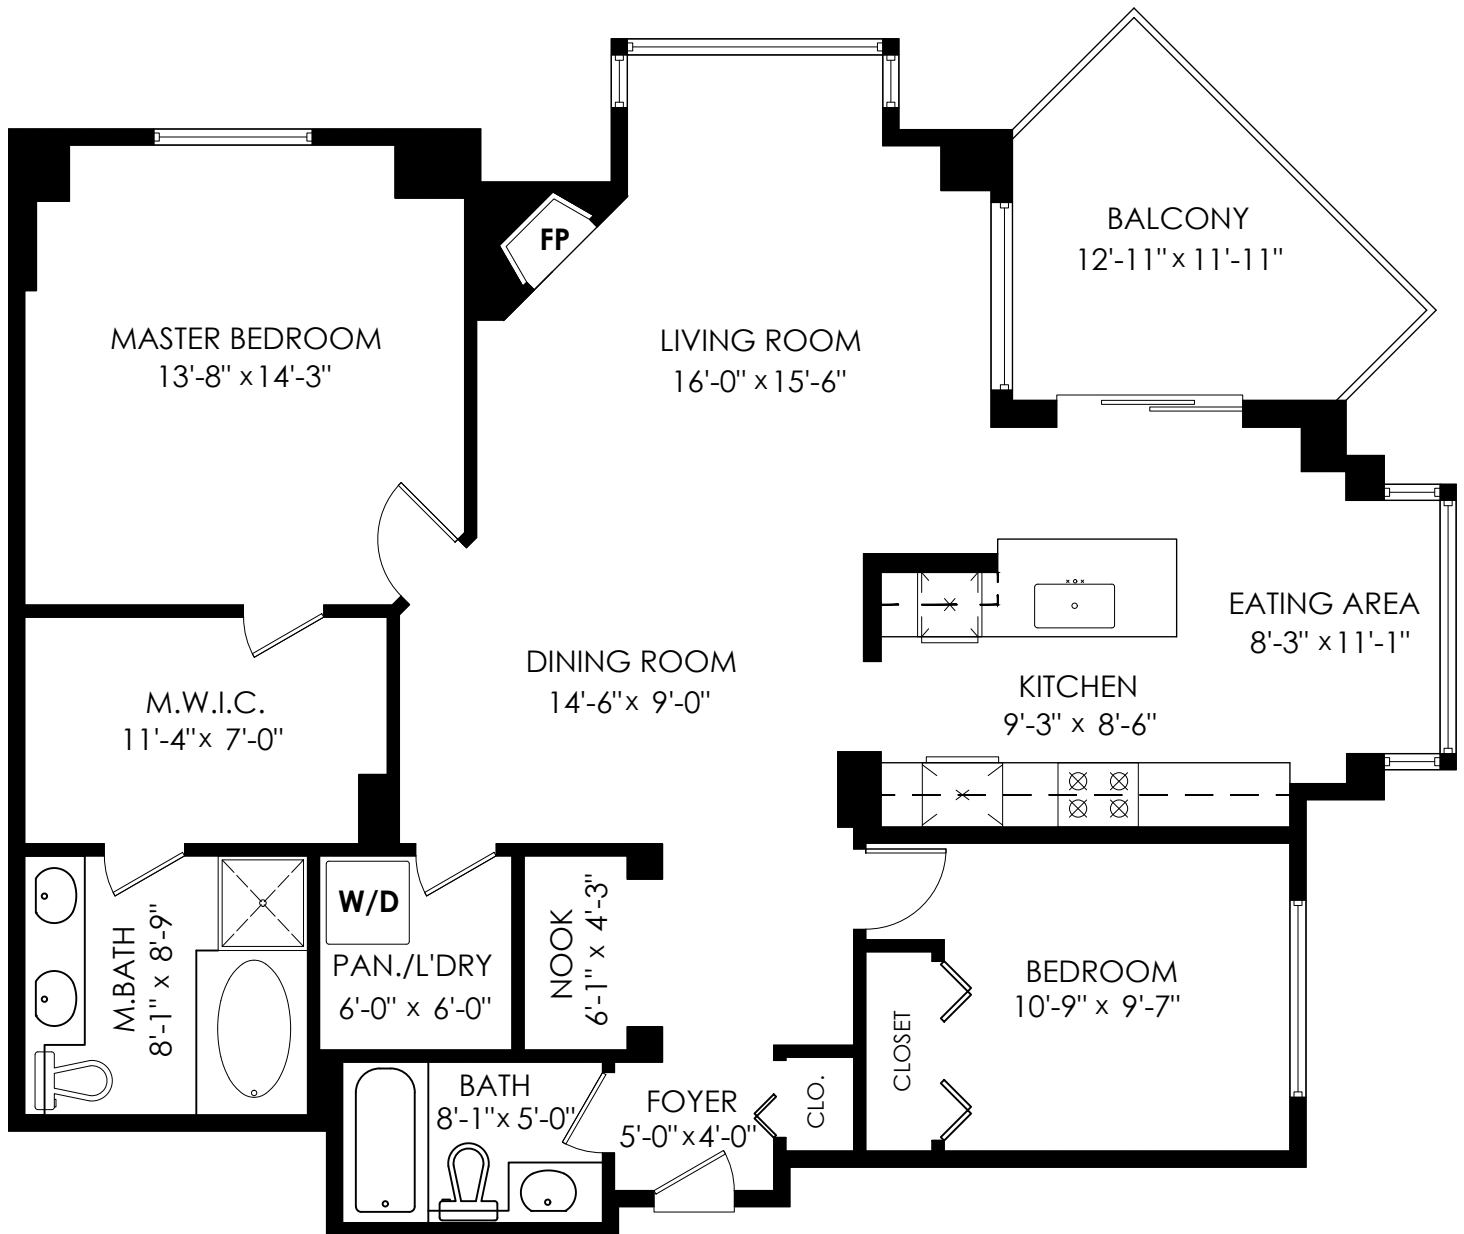 BALCONY
12'-11" x 11'-11"
FP
MASTER BEDROOM
13'-8" x 14'-3"
LIVING ROOM
16'-0" x 15'-6"
EATING AREA
8'-3" x 11'-1"
DINING ROOM
14'-6" x 9'-0"
KITCHEN
9'-3" x 8'-6"
M.W.I.C.
11'-4" x 7'-0"
W/D
PAN./L'DRY
6'-0" x 6'-0"
M.BATH
8'-1" x 8'-9"
NOOK
6'-1" x 4'-3"
BEDROOM
10'-9" x 9'-7"
CLOSET
BATH
8'-1" x 5'-0"
FOYER
5'-0" x 4'-0"
CLO.